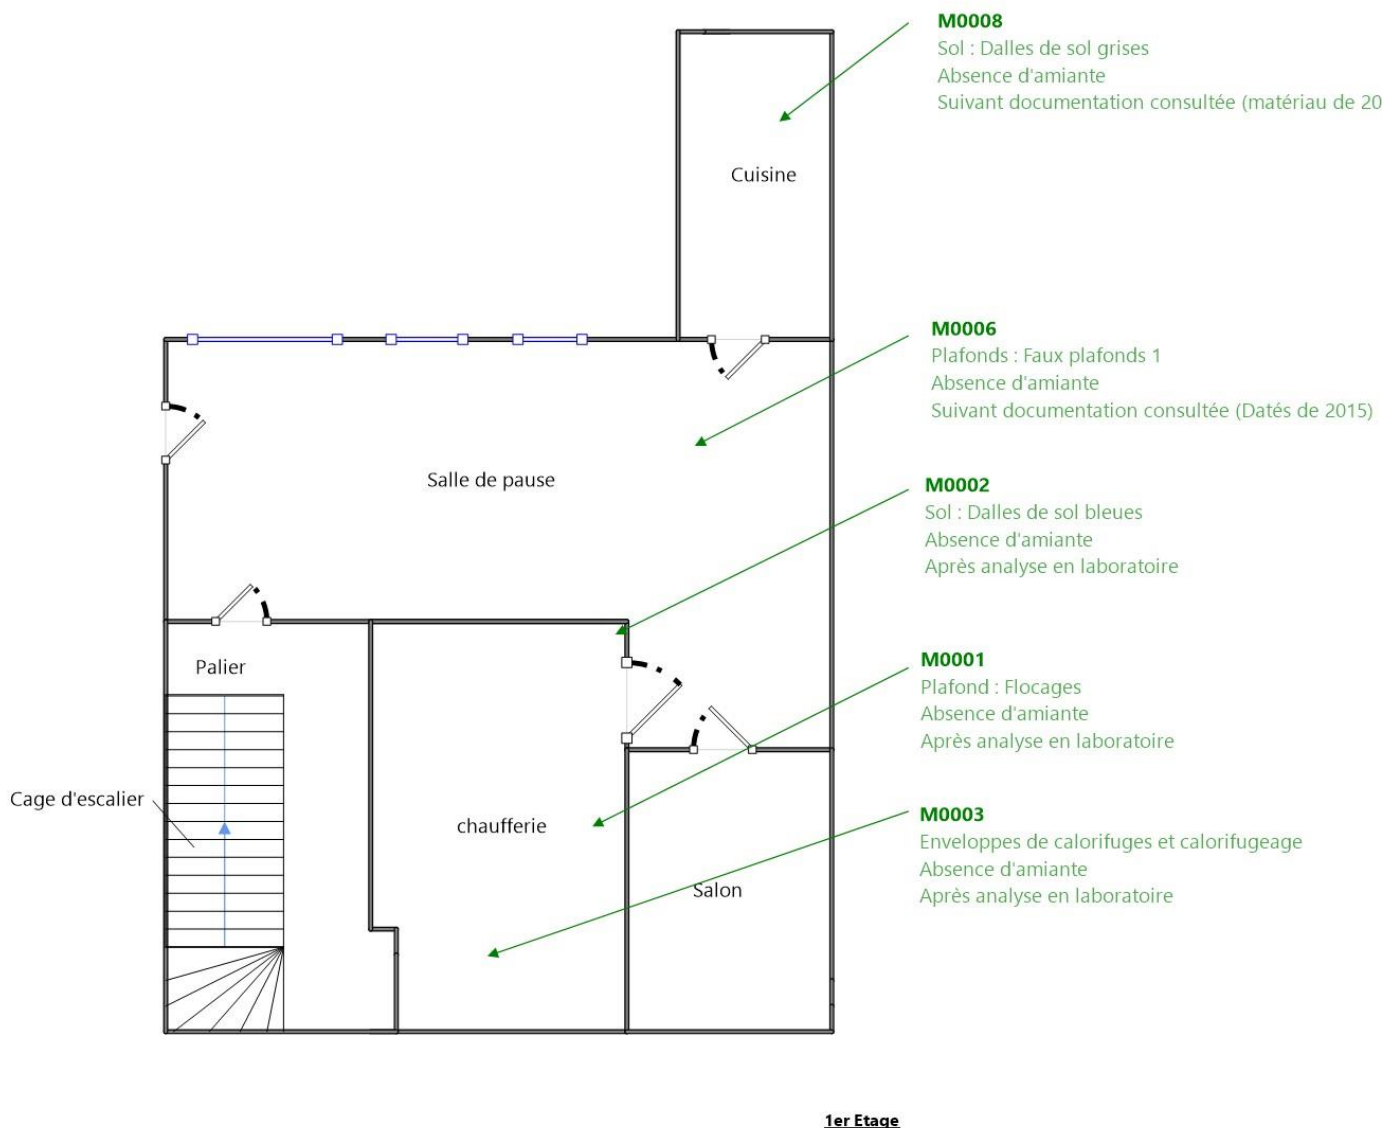 M0008
Sol : Dalles de sol grises
Absence d'amiante
Suivant documentation consultée (matériau de 20
Cuisine
M0006
Plafonds : Faux plafonds 1
Absence d'amiante
Suivant documentation consultée (Datés de 2015)
Salle de pause
M0002
Sol : Dalles de sol bleues
Absence d'amiante
Après analyse en laboratoire
Palier
M0001
Plafond : Flocages
Absence d'amiante
Après analyse en laboratoire
Cage d'escalier
chaufferie
M0003
Enveloppes de calorifuges et calorifugeage
Absence d'amiante
Après analyse en laboratoire
Salon
1er Etage